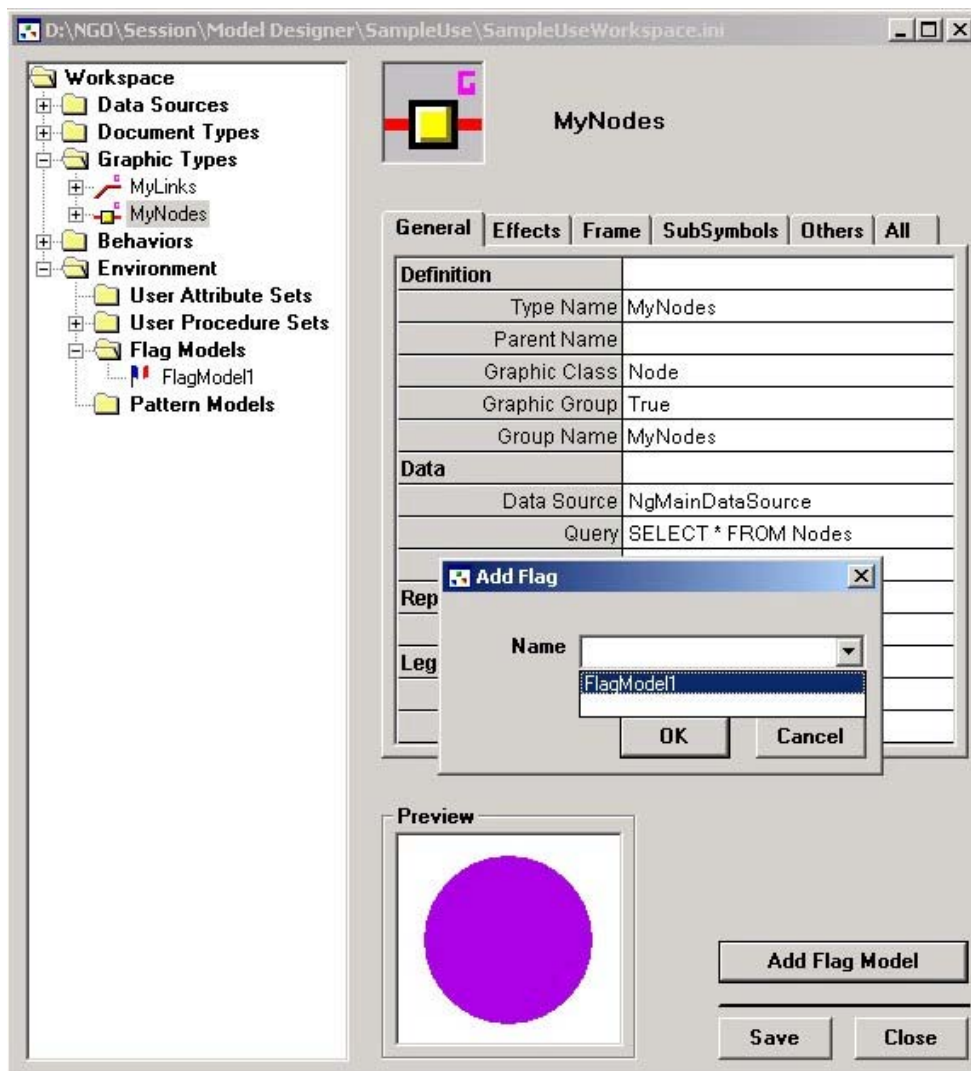 D:\NGO\Session\Model Designer\SampleUse\SampleUseWorkspace.ini
Workspace
Data Sources
Document Types
Graphic Types
MyLinks
MyNodes
Behaviors
Environment
User Attribute Sets
User Procedure Sets
Flag Models
FlagModel1
Pattern Models
G
MyNodes
General Effects Frame SubSymbols Others All
Definition
Type Name MyNodes
Parent Name
Graphic Class Node
Graphic Group True
Group Name MyNodes
Data
Data Source NgMainDataSource
Query SELECT * FROM Nodes
Rep
Leg
Add Flag
Name
FlagModel1
OK Cancel
Preview
Add Flag Model
Save Close